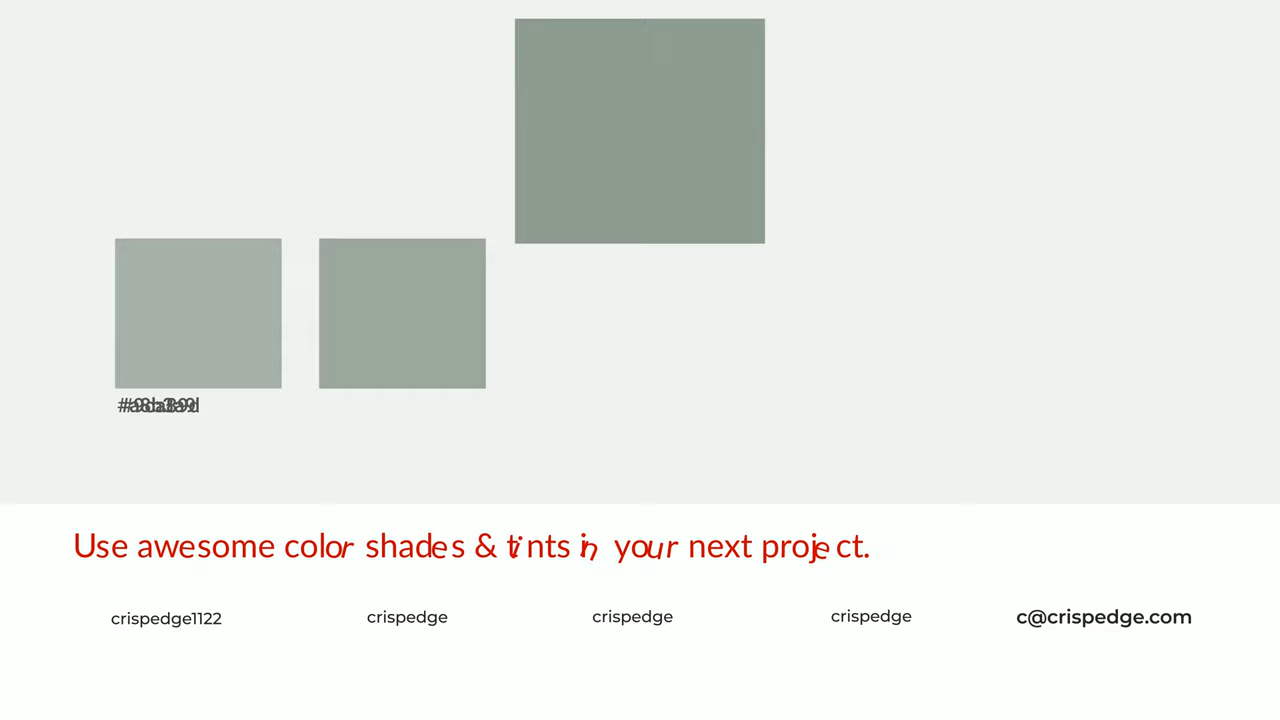 Use awesome color shades & tints in your next project.
crispedge1122 crispedge crispedge crispedge c@crispedge.com